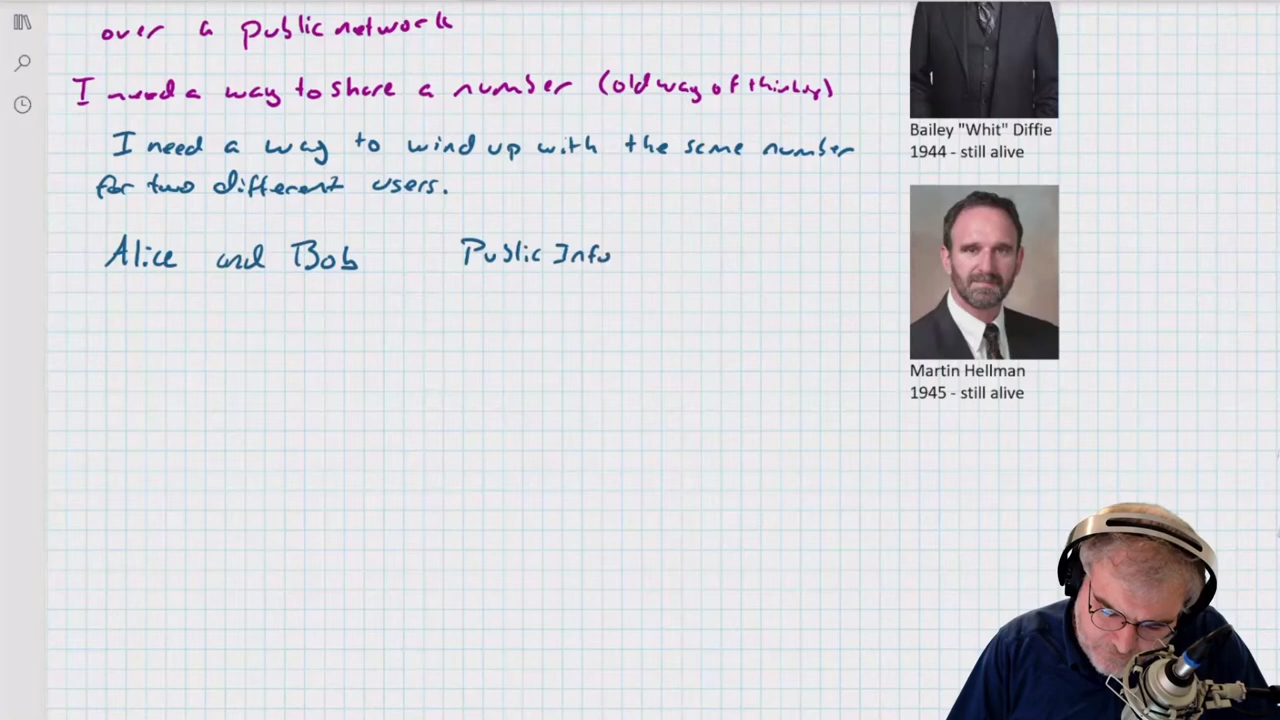 over a public network
I need a way to share a number (old way of thinking)
I need a way to wind up with the same number
for two different users.
Alice and Bob Public Info
Bailey "Whit" Diffie
1944 - still alive
Martin Hellman
1945 - still alive